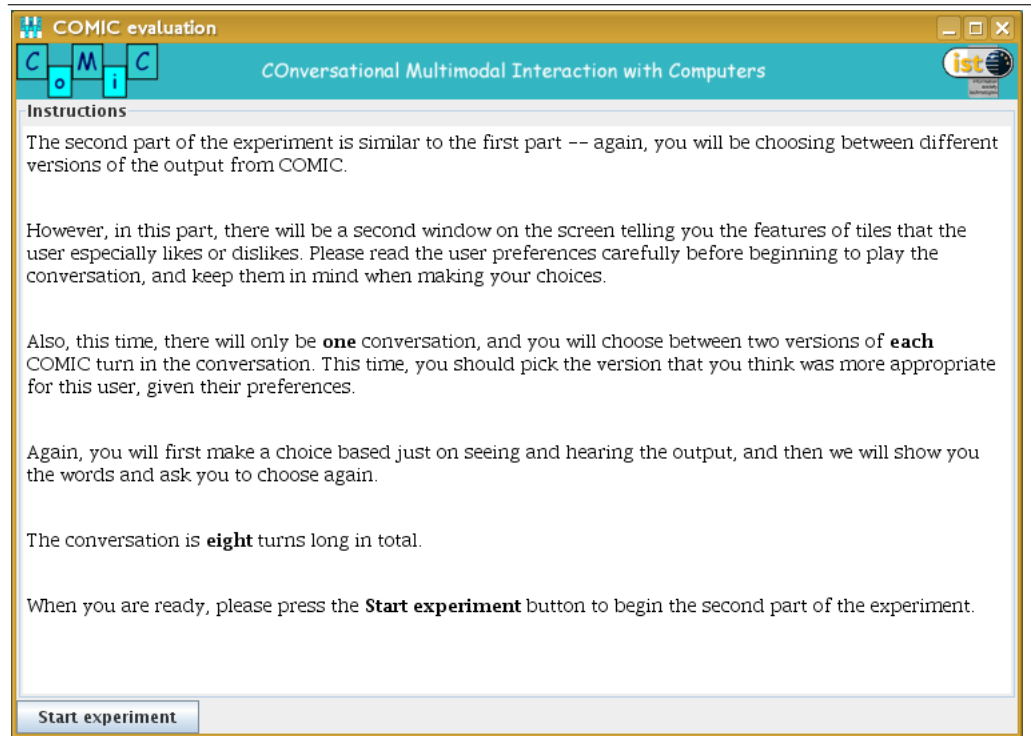 COMIC evaluation
C o M i C
COnversational Multimodal Interaction with Computers
ist
Instructions
The second part of the experiment is similar to the first part -- again, you will be choosing between different
versions of the output from COMIC.
However, in this part, there will be a second window on the screen telling you the features of tiles that the
user especially likes or dislikes. Please read the user preferences carefully before beginning to play the
conversation, and keep them in mind when making your choices.
Also, this time, there will only be one conversation, and you will choose between two versions of each
COMIC turn in the conversation. This time, you should pick the version that you think was more appropriate
for this user, given their preferences.
Again, you will first make a choice based just on seeing and hearing the output, and then we will show you
the words and ask you to choose again.
The conversation is eight turns long in total.
When you are ready, please press the Start experiment button to begin the second part of the experiment.
Start experiment